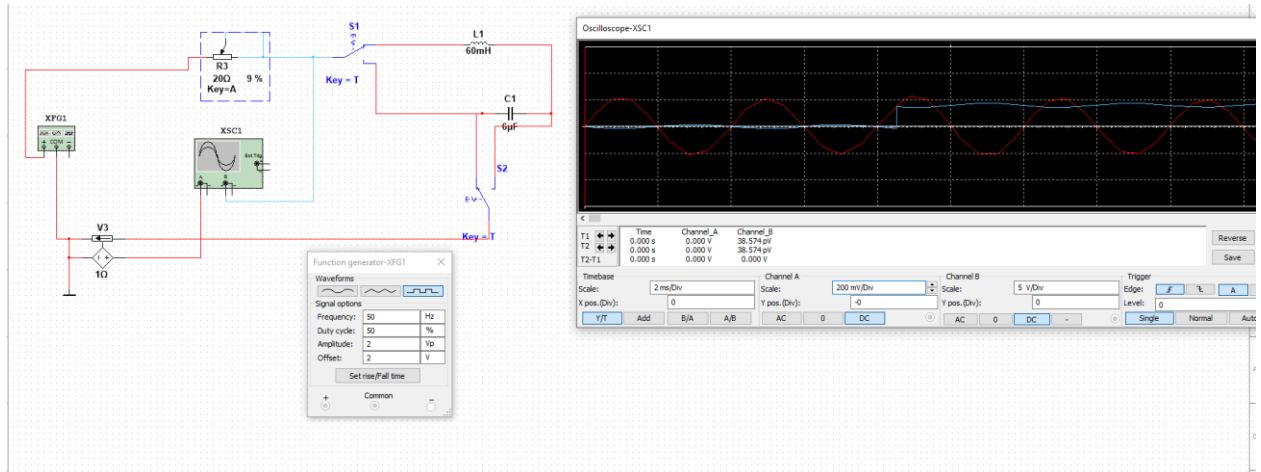 S1
Key = T
R3
20Ω 9 %
Key=A
L1
60mH
C1
6µF
XFG1
COM
XSC1
Ext Trig
A B
S2
Key = T
V3
1Ω
Function generator-XFG1
Waveforms
Signal options
Frequency: 50 Hz
Duty cycle: 50 %
Amplitude: 2 Vp
Offset: 2 V
Set rise/Fall time
+ Common −
Oscilloscope-XSC1
Time Channel_A Channel_B
T1 0.000 s 0.000 V 38.574 pV
T2 0.000 s 0.000 V 38.574 pV
T2-T1 0.000 s 0.000 V 0.000 V
Reverse
Save
Timebase
Scale: 2 ms/Div
X pos.(Div): 0
Y/T Add B/A A/B
Channel A
Scale: 200 mV/Div
Y pos.(Div): -0
AC 0 DC
Channel B
Scale: 5 V/Div
Y pos.(Div): 0
AC 0 DC -
Trigger
Edge: A
Level: 0
Single Normal Auto